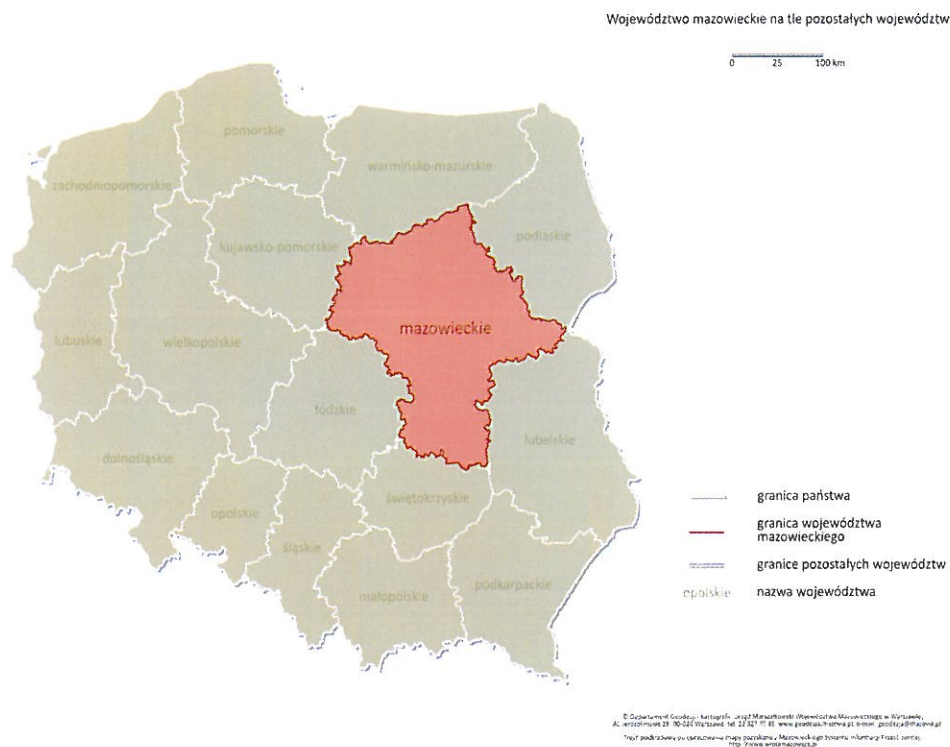 Województwo mazowieckie na tle pozostałych województw
0 25 100 km
pomorskie
warmińsko-mazurskie
zachodniopomorskie
podlaskie
kujawsko-pomorskie
mazowieckie
lubuskie
wielkopolskie
łódzkie
lubelskie
dolnośląskie
świętokrzyskie
opolskie
śląskie
podkarpackie
małopolskie
granica państwa
granica województwa
mazowieckiego
granice pozostałych województw
opolskie nazwa województwa